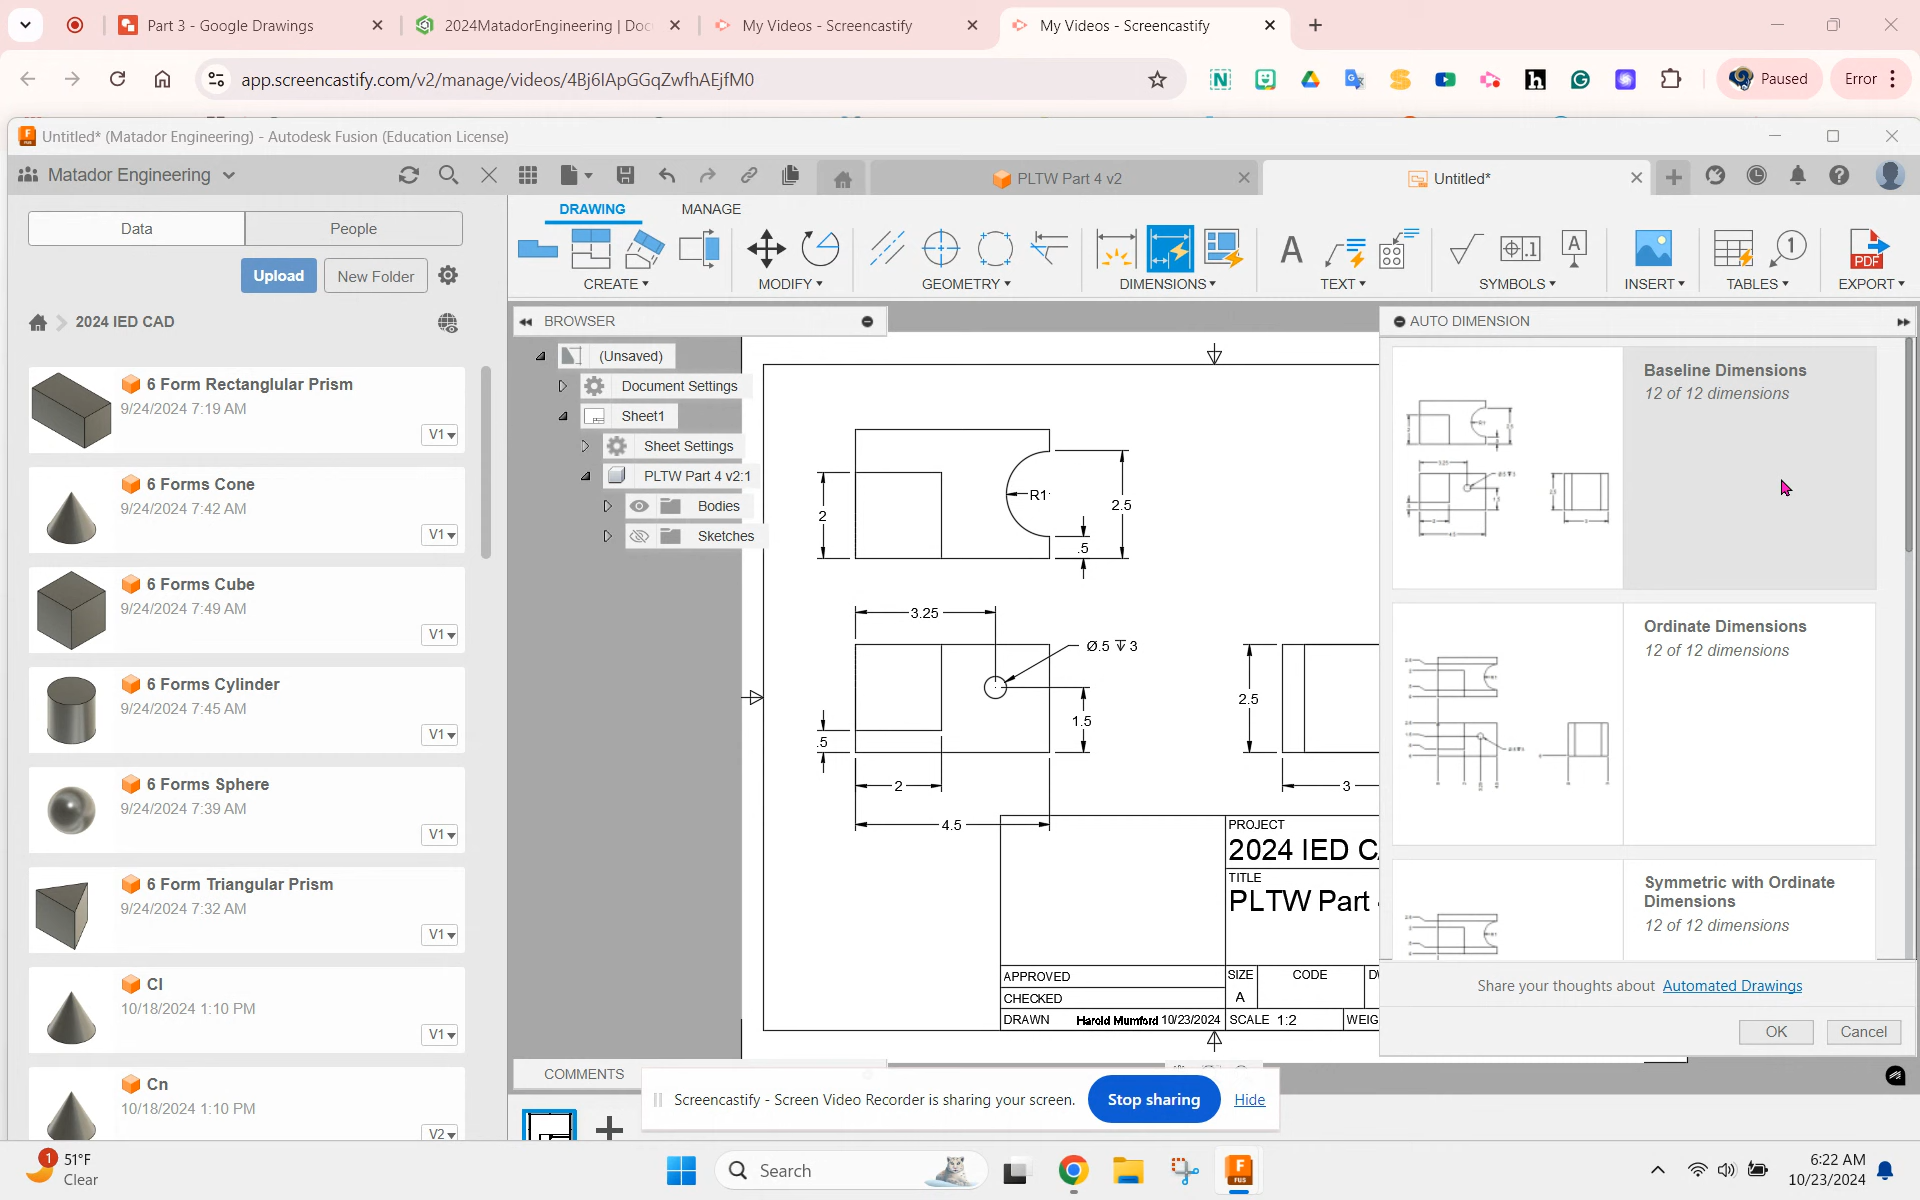 Part 3 - Google Drawings
2024MatadorEngineering | Doc
My Videos - Screencastify
My Videos - Screencastify
app.screencastify.com/v2/manage/videos/4Bj6IApGGqZwfhAEjfM0
Paused
Error
Untitled* (Matador Engineering) - Autodesk Fusion (Education License)
Matador Engineering
PLTW Part 4 v2
Untitled*
Data
People
Upload
New Folder
2024 IED CAD
6 Form Rectanglular Prism
9/24/2024 7:19 AM
V1
6 Forms Cone
9/24/2024 7:42 AM
V1
6 Forms Cube
9/24/2024 7:49 AM
V1
6 Forms Cylinder
9/24/2024 7:45 AM
V1
6 Forms Sphere
9/24/2024 7:39 AM
V1
6 Form Triangular Prism
9/24/2024 7:32 AM
V1
CI
10/18/2024 1:10 PM
V1
Cn
10/18/2024 1:10 PM
V2
DRAWING
MANAGE
CREATE
MODIFY
GEOMETRY
DIMENSIONS
TEXT
SYMBOLS
INSERT
TABLES
EXPORT
PDF
BROWSER
(Unsaved)
Document Settings
Sheet1
Sheet Settings
PLTW Part 4 v2:1
Bodies
Sketches
2
R1
2.5
.5
3.25
Ø.5 ↧ 3
1.5
.5
2
4.5
2.5
3
PROJECT
2024 IED C
TITLE
PLTW Part
APPROVED
CHECKED
DRAWN Harold Mumford 10/23/2024
SIZE
A
CODE
SCALE 1:2
WEIG
AUTO DIMENSION
Baseline Dimensions
12 of 12 dimensions
Ordinate Dimensions
12 of 12 dimensions
Symmetric with Ordinate
Dimensions
12 of 12 dimensions
Share your thoughts about Automated Drawings
OK
Cancel
COMMENTS
Screencastify - Screen Video Recorder is sharing your screen.
Stop sharing
Hide
1
51°F
Clear
Search
6:22 AM
10/23/2024